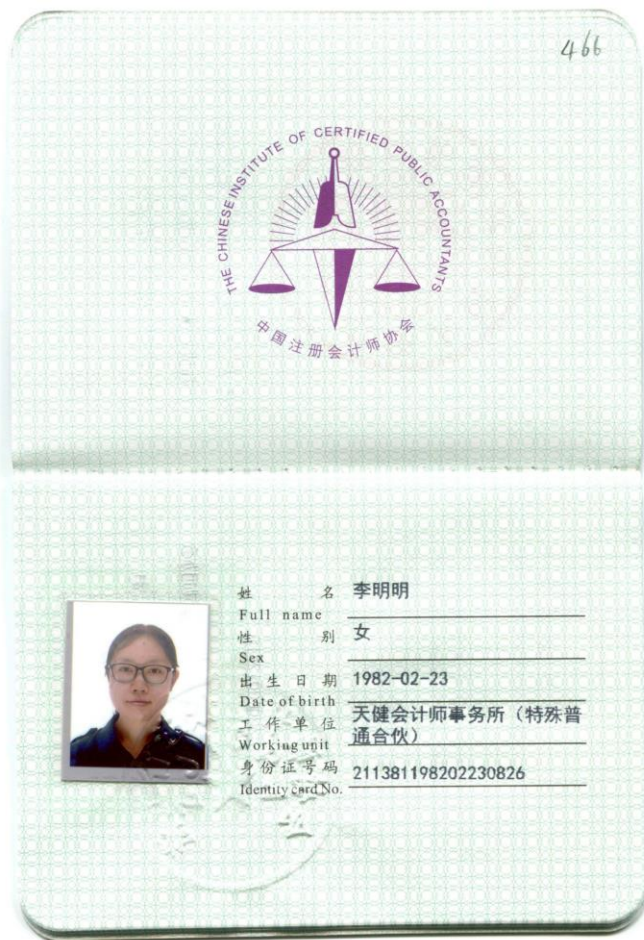 466
THE CHINESE INSTITUTE OF CERTIFIED PUBLIC ACCOUNTANTS
中国注册会计师协会
姓 名 李明明
Full name
性 别 女
Sex
出生日期 1982-02-23
Date of birth
工作单位 天健会计师事务所（特殊普
通合伙）
Working unit
身份证号码 211381198202230826
Identity card No.